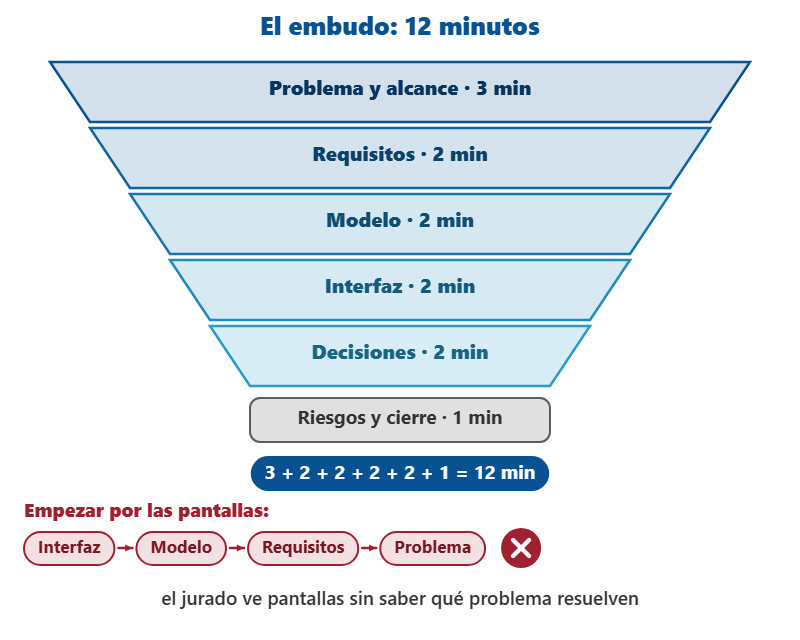 El embudo: 12 minutos
Problema y alcance · 3 min
Requisitos · 2 min
Modelo · 2 min
Interfaz · 2 min
Decisiones · 2 min
Riesgos y cierre · 1 min
3 + 2 + 2 + 2 + 2 + 1 = 12 min
Empezar por las pantallas:
Interfaz → Modelo → Requisitos → Problema
el jurado ve pantallas sin saber qué problema resuelven